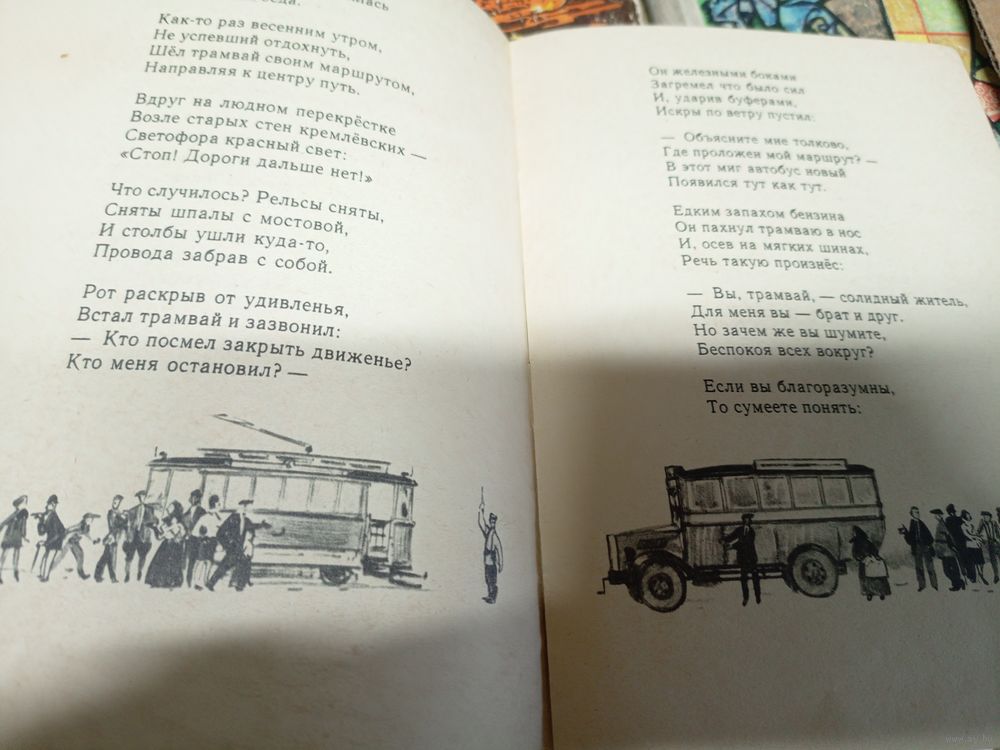 Как-то раз весенним утром,
Не успевший отдохнуть,
Шёл трамвай своим маршрутом,
Направляя к центру путь.
Вдруг на людном перекрёстке
Возле старых стен кремлёвских —
Светофора красный свет:
«Стоп! Дороги дальше нет!»
Что случилось? Рельсы сняты,
Сняты шпалы с мостовой,
И столбы ушли куда-то,
Провода забрав с собой.
Рот раскрыв от удивленья,
Встал трамвай и зазвонил:
— Кто посмел закрыть движенье?
Кто меня остановил? —
Он железными боками
Загремел что было сил
И, ударив буферами,
Искры по ветру пустил:
— Объясните мне толково,
Где проложен мой маршрут? —
В этот миг автобус новый
Появился тут как тут.
Едким запахом бензина
Он пахнул трамваю в нос
И, осев на мягких шинах,
Речь такую произнёс:
— Вы, трамвай, — солидный житель,
Для меня вы — брат и друг.
Но зачем же вы шумите,
Беспокоя всех вокруг?
Если вы благоразумны,
То сумеете понять:
www.ay.by